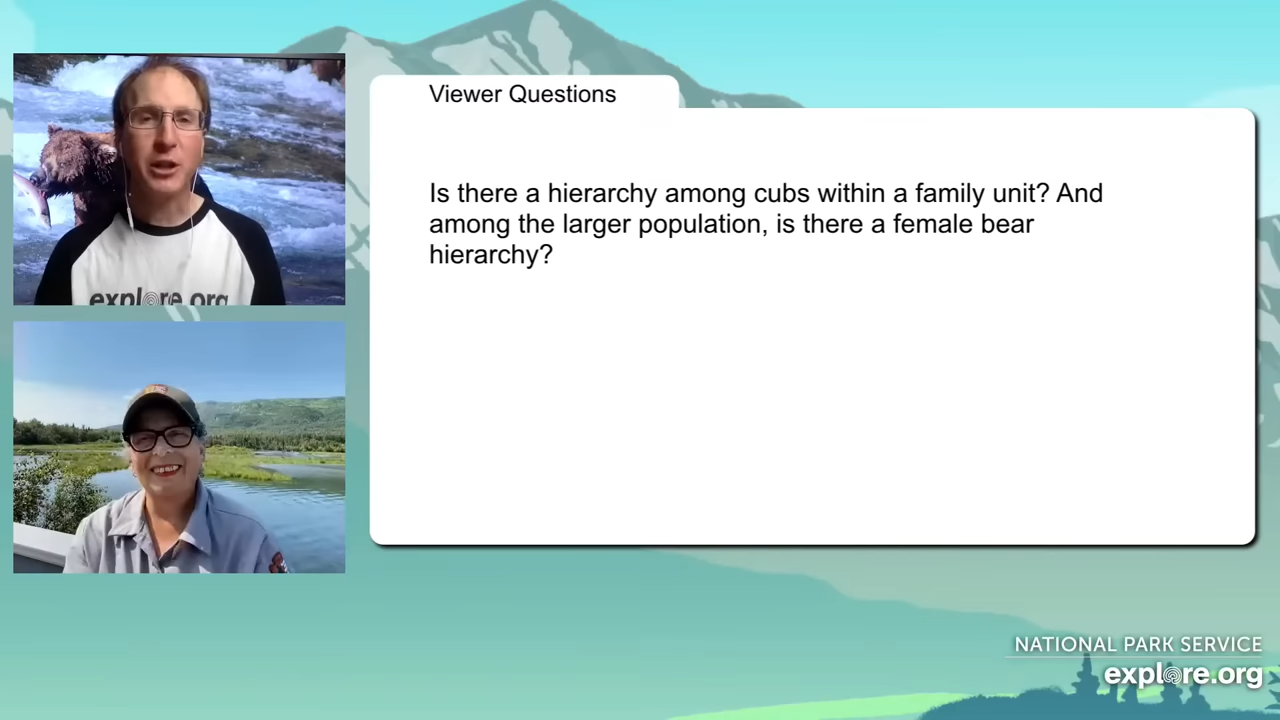 Viewer Questions
Is there a hierarchy among cubs within a family unit? And
among the larger population, is there a female bear
hierarchy?
explore.org
NATIONAL PARK SERVICE
explore.org